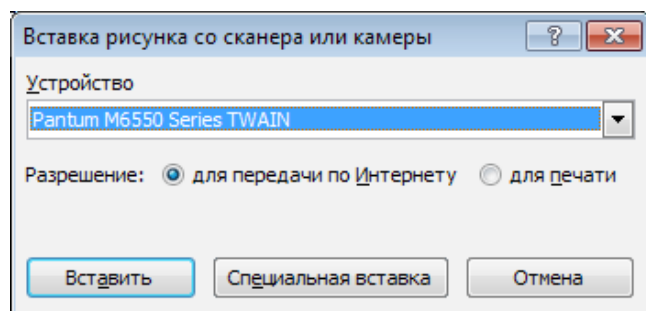 Вставка рисунка со сканера или камеры
Устройство
Pantum M6550 Series TWAIN
Разрешение: для передачи по Интернету для печати
Вставить Специальная вставка Отмена